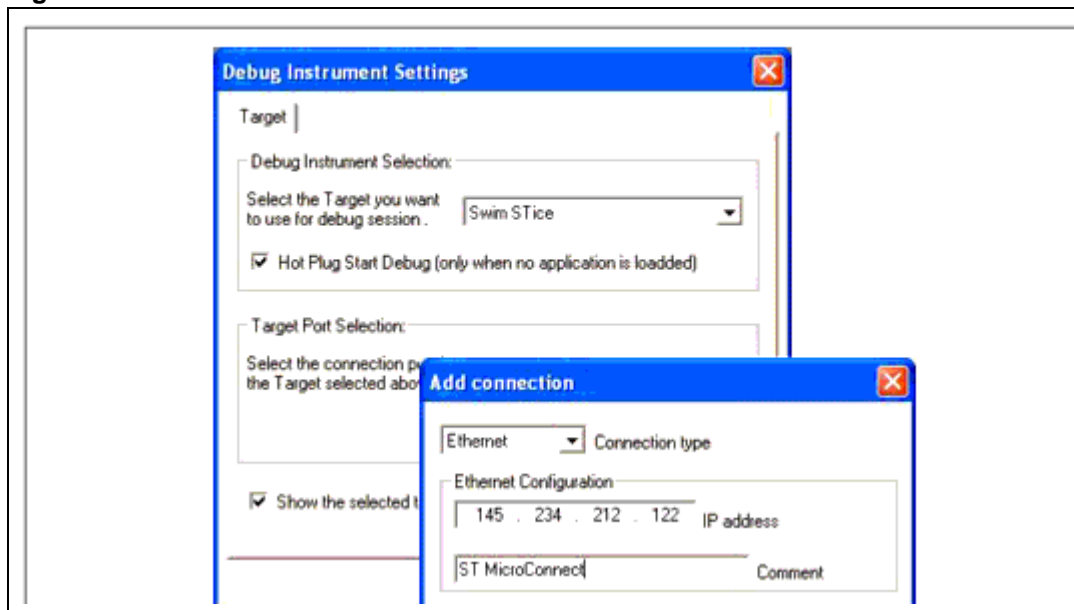 Debug Instrument Settings
Target
Debug Instrument Selection:
Select the Target you want
to use for debug session .
Swim STice
Hot Plug Start Debug (only when no application is loadded)
Target Port Selection:
Select the connection
the Target selected
Show the selected
Add connection
Ethernet
Connection type
Ethernet Configuration
145 . 234 . 212 . 122
IP address
ST MicroConnect
Comment